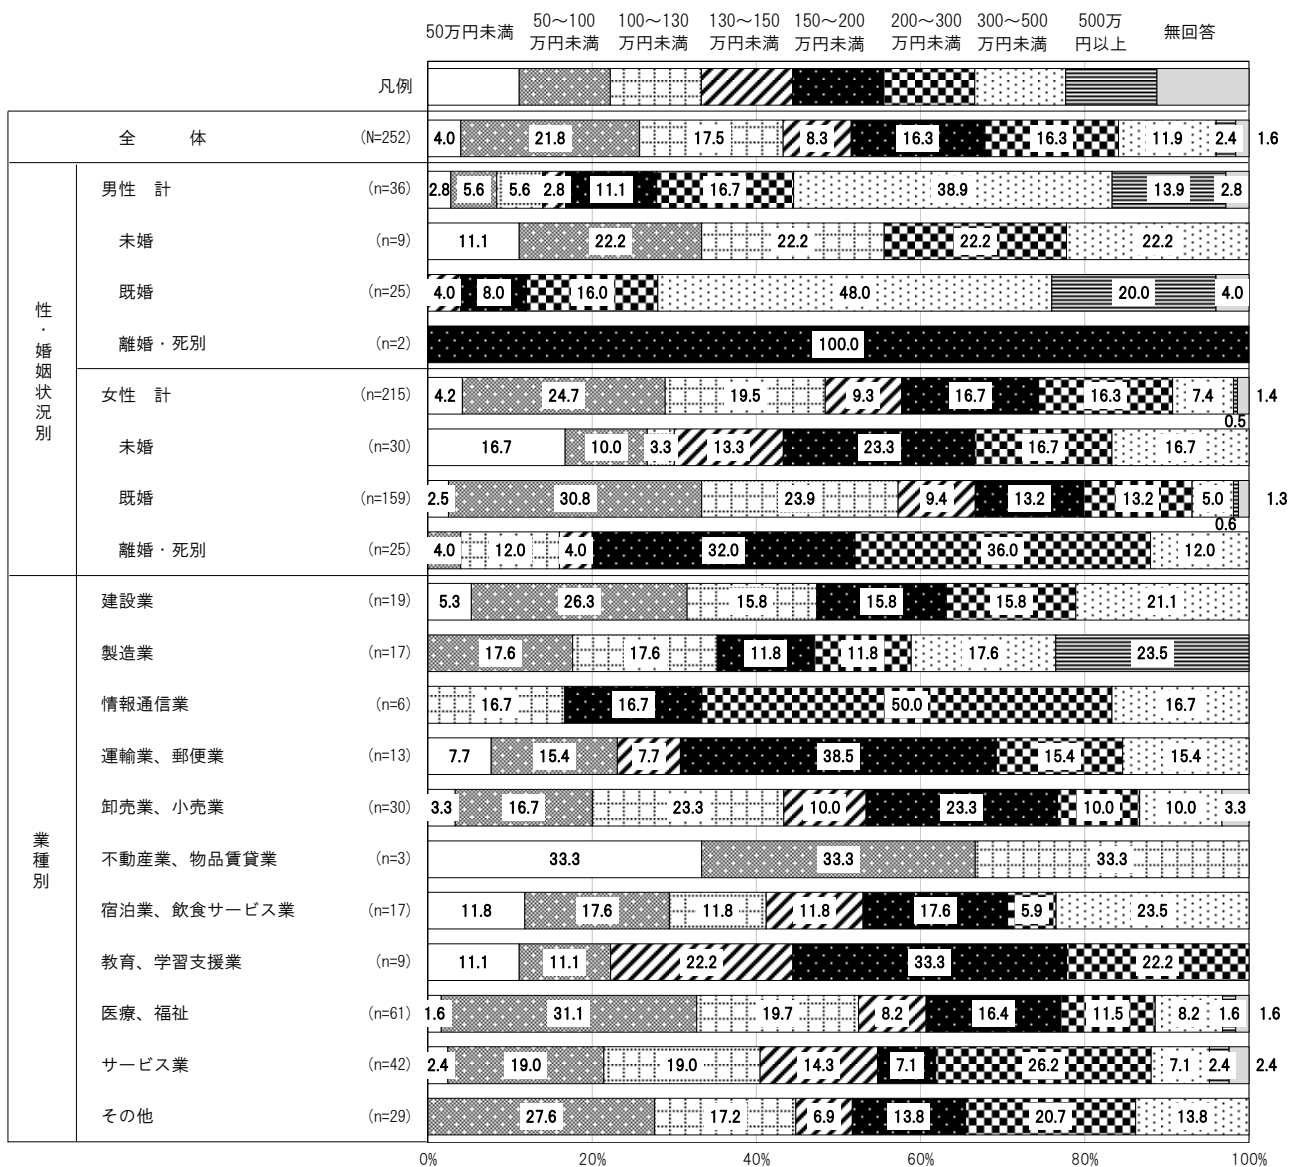 50万円未満 50～100万円未満 100～130万円未満 130～150万円未満 150～200万円未満 200～300万円未満 300～500万円未満 500万円以上 無回答
凡例
全 体 (N=252) 4.0 21.8 17.5 8.3 16.3 16.3 11.9 2.4 1.6
性・婚姻状況別
男性 計 (n=36) 2.8 5.6 5.6 2.8 11.1 16.7 38.9 13.9 2.8
未婚 (n=9) 11.1 22.2 22.2 22.2 22.2
既婚 (n=25) 4.0 8.0 16.0 48.0 20.0 4.0
離婚・死別 (n=2) 100.0
女性 計 (n=215) 4.2 24.7 19.5 9.3 16.7 16.3 7.4 0.5 1.4
未婚 (n=30) 16.7 10.0 3.3 13.3 23.3 16.7 16.7
既婚 (n=159) 2.5 30.8 23.9 9.4 13.2 13.2 5.0 0.6 1.3
離婚・死別 (n=25) 4.0 12.0 4.0 32.0 36.0 12.0
業種別
建設業 (n=19) 5.3 26.3 15.8 15.8 15.8 21.1
製造業 (n=17) 17.6 17.6 11.8 11.8 17.6 23.5
情報通信業 (n=6) 16.7 16.7 50.0 16.7
運輸業、郵便業 (n=13) 7.7 15.4 7.7 38.5 15.4 15.4
卸売業、小売業 (n=30) 3.3 16.7 23.3 10.0 23.3 10.0 10.0 3.3
不動産業、物品賃貸業 (n=3) 33.3 33.3 33.3
宿泊業、飲食サービス業 (n=17) 11.8 17.6 11.8 11.8 17.6 5.9 23.5
教育、学習支援業 (n=9) 11.1 11.1 22.2 33.3 22.2
医療、福祉 (n=61) 1.6 31.1 19.7 8.2 16.4 11.5 8.2 1.6 1.6
サービス業 (n=42) 2.4 19.0 19.0 14.3 7.1 26.2 7.1 2.4 2.4
その他 (n=29) 27.6 17.2 6.9 13.8 20.7 13.8
0% 20% 40% 60% 80% 100%